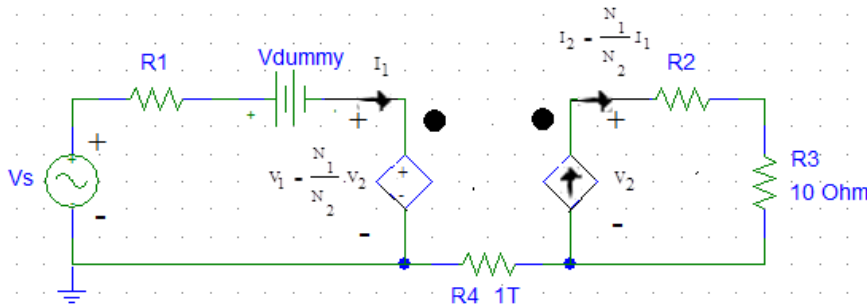 I₂ = N₁/N₂ I₁
R1
Vdummy
I₁
R2
+
+
+
+
+
Vs
V₁ = N₁/N₂ .V₂
+
-
V₂
R3
10 Ohm
-
-
-
R4 1T